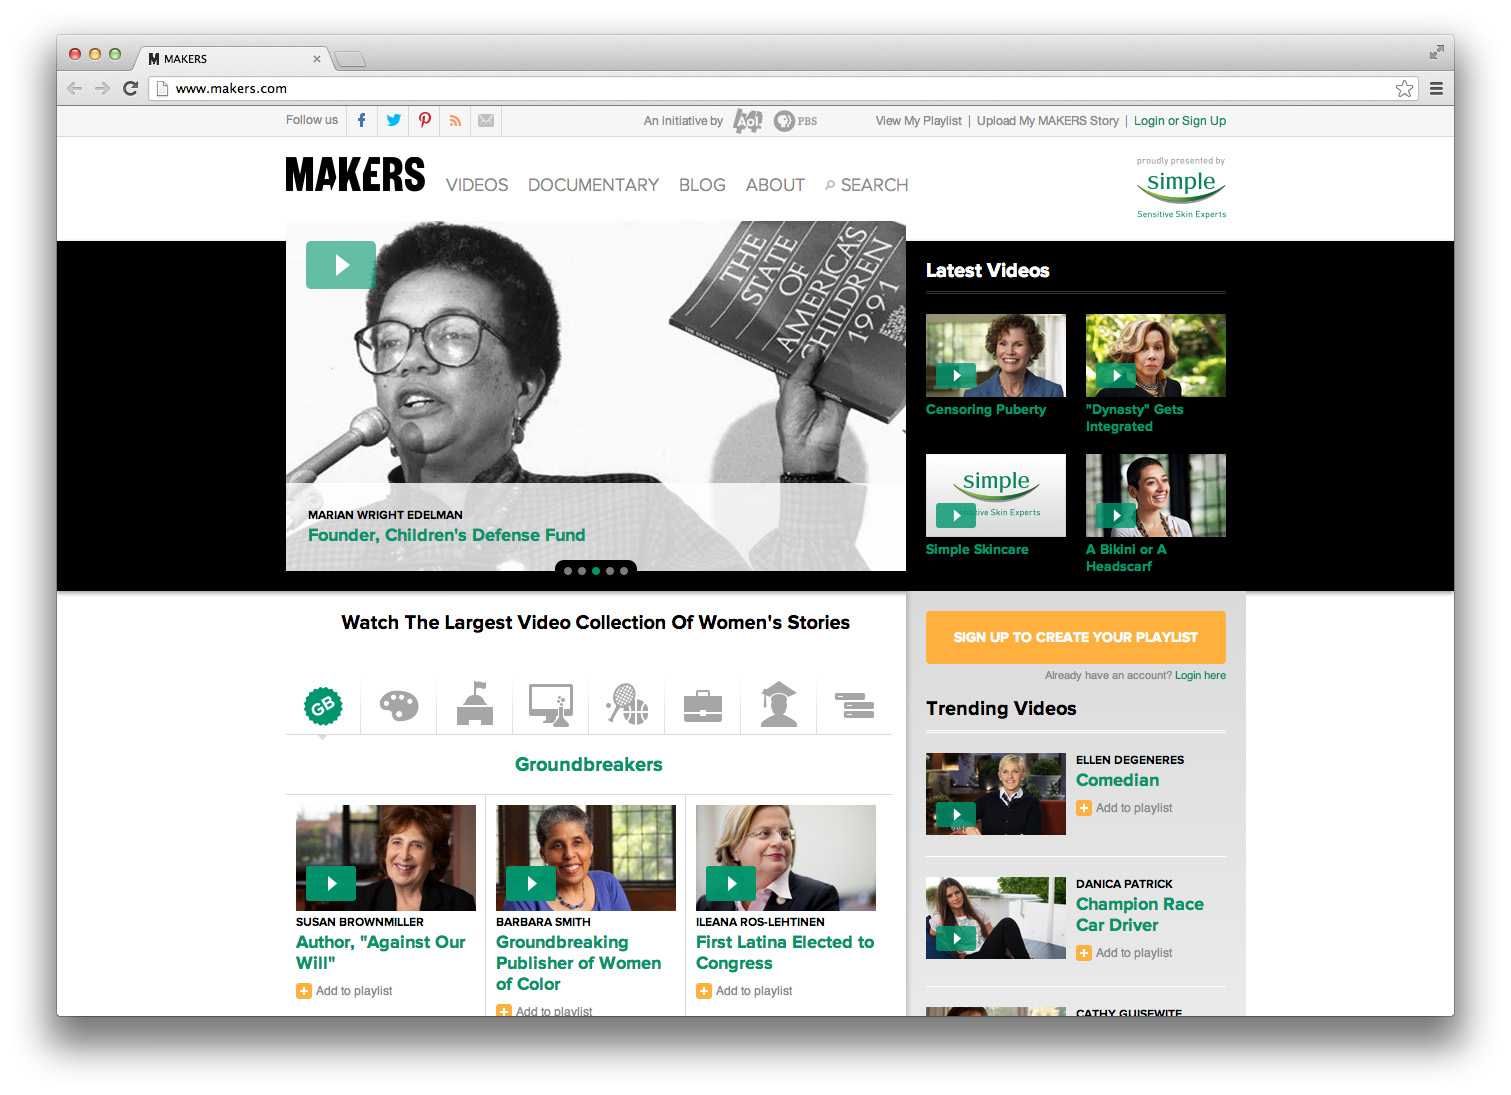 MAKERS
www.makers.com
Follow us
An initiative by Aol. PBS
View My Playlist | Upload My MAKERS Story | Login or Sign Up
MAKERS
VIDEOS DOCUMENTARY BLOG ABOUT SEARCH
proudly presented by
simple
Sensitive Skin Experts
THE
STATE
OF
AMERICA'S
CHILDREN
1991
MARIAN WRIGHT EDELMAN
Founder, Children's Defense Fund
Latest Videos
Censoring Puberty
"Dynasty" Gets
Integrated
simple
Skin Experts
Simple Skincare
A Bikini or A
Headscarf
Watch The Largest Video Collection Of Women's Stories
GB
Groundbreakers
SUSAN BROWNMILLER
Author, "Against Our
Will"
Add to playlist
BARBARA SMITH
Groundbreaking
Publisher of Women
of Color
Add to playlist
ILEANA ROS-LEHTINEN
First Latina Elected to
Congress
Add to playlist
SIGN UP TO CREATE YOUR PLAYLIST
Already have an account? Login here
Trending Videos
ELLEN DEGENERES
Comedian
Add to playlist
DANICA PATRICK
Champion Race
Car Driver
Add to playlist
CATHY GUISEWITE